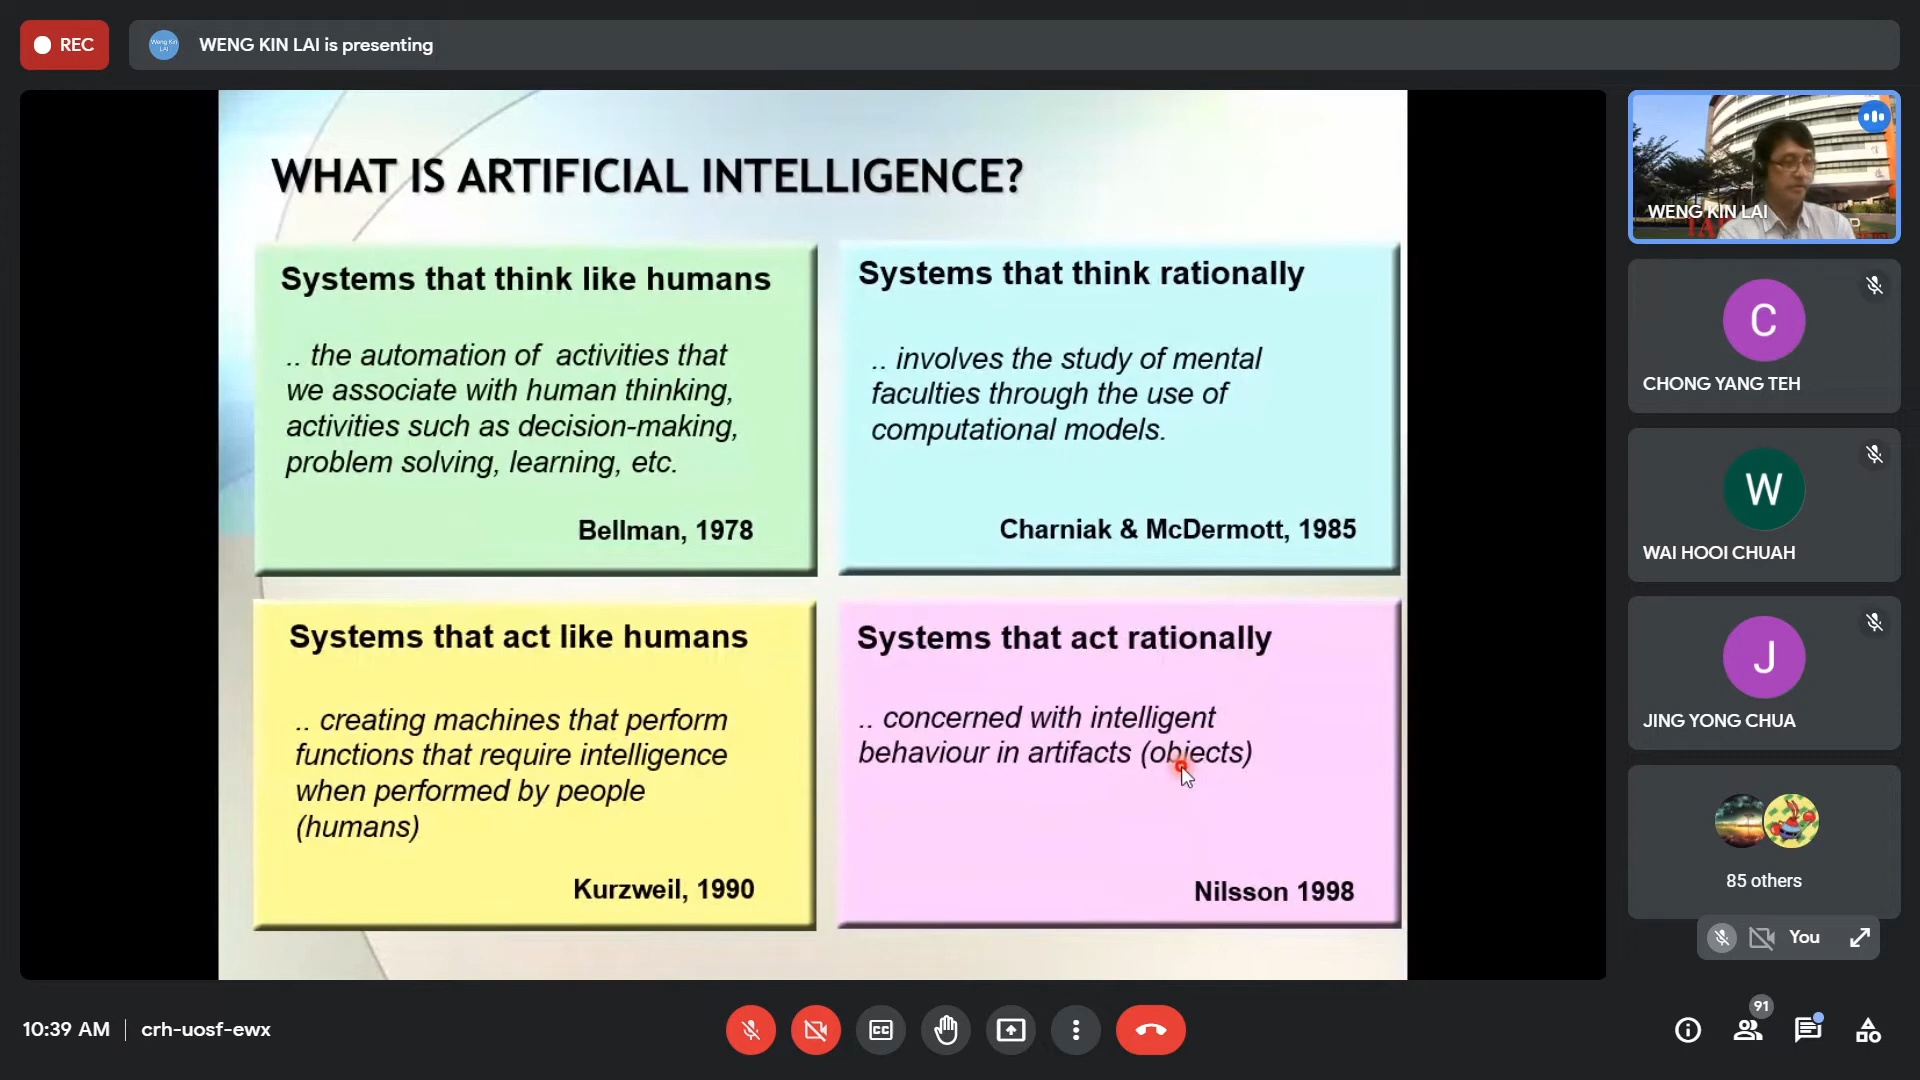 REC
Weng Kin
LAI
WENG KIN LAI is presenting
WHAT IS ARTIFICIAL INTELLIGENCE?
Systems that think like humans
.. the automation of activities that
we associate with human thinking,
activities such as decision-making,
problem solving, learning, etc.
Bellman, 1978
Systems that think rationally
.. involves the study of mental
faculties through the use of
computational models.
Charniak & McDermott, 1985
Systems that act like humans
.. creating machines that perform
functions that require intelligence
when performed by people
(humans)
Kurzweil, 1990
Systems that act rationally
.. concerned with intelligent
behaviour in artifacts (objects)
Nilsson 1998
WENG KIN LAI
C
CHONG YANG TEH
W
WAI HOOI CHUAH
J
JING YONG CHUA
85 others
You
10:39 AM
crh-uosf-ewx
CC
91